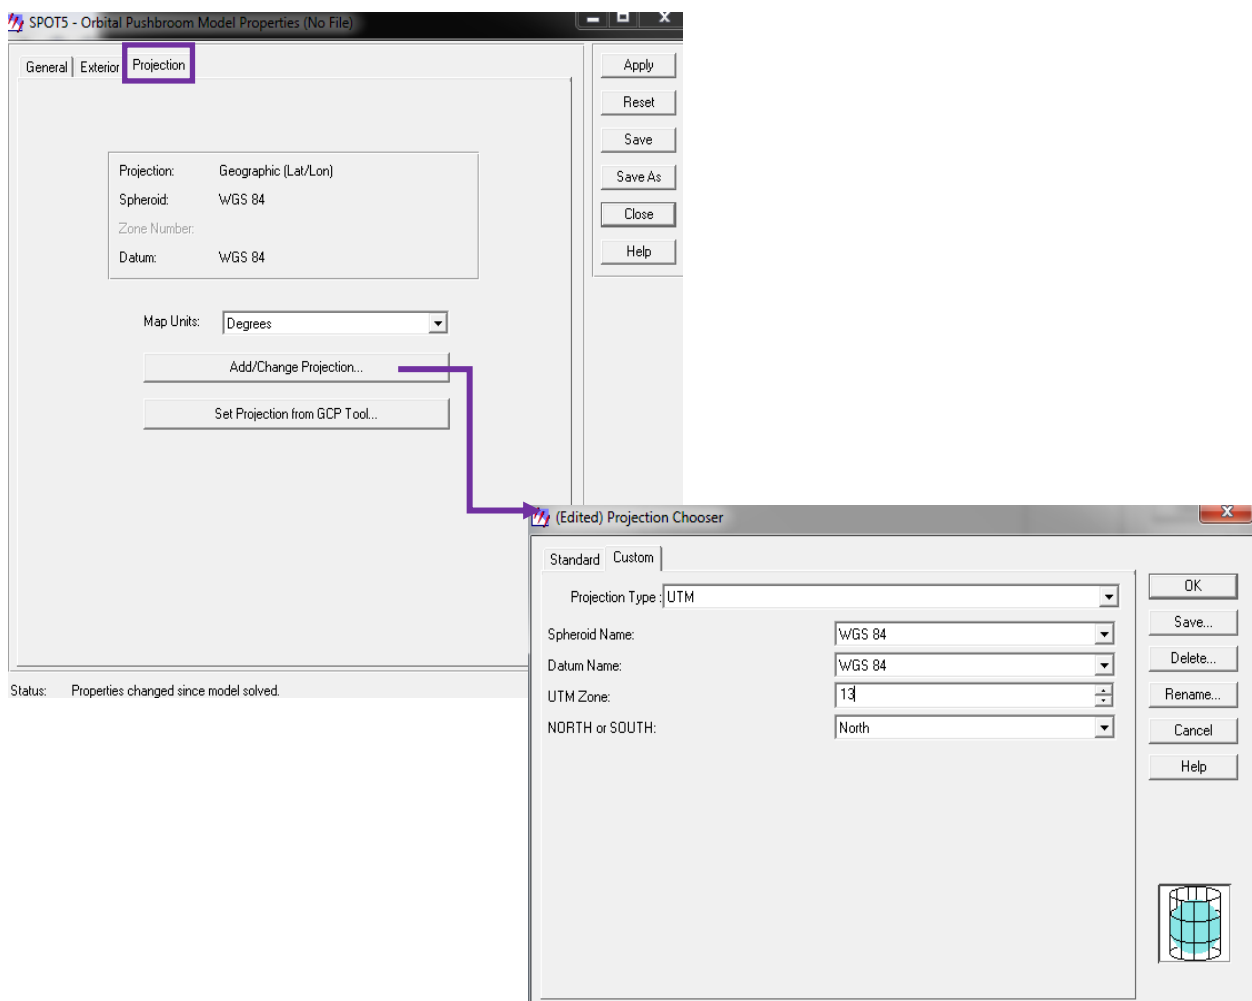 SPOT5 - Orbital Pushbroom Model Properties (No File)
General Exterior Projection
Apply
Reset
Save
Save As
Close
Help
Projection: Geographic (Lat/Lon)
Spheroid: WGS 84
Zone Number:
Datum: WGS 84
Map Units: Degrees
Add/Change Projection...
Set Projection from GCP Tool...
Status: Properties changed since model solved.
(Edited) Projection Chooser
Standard Custom
Projection Type : UTM
Spheroid Name: WGS 84
Datum Name: WGS 84
UTM Zone: 13
NORTH or SOUTH: North
OK
Save...
Delete...
Rename...
Cancel
Help